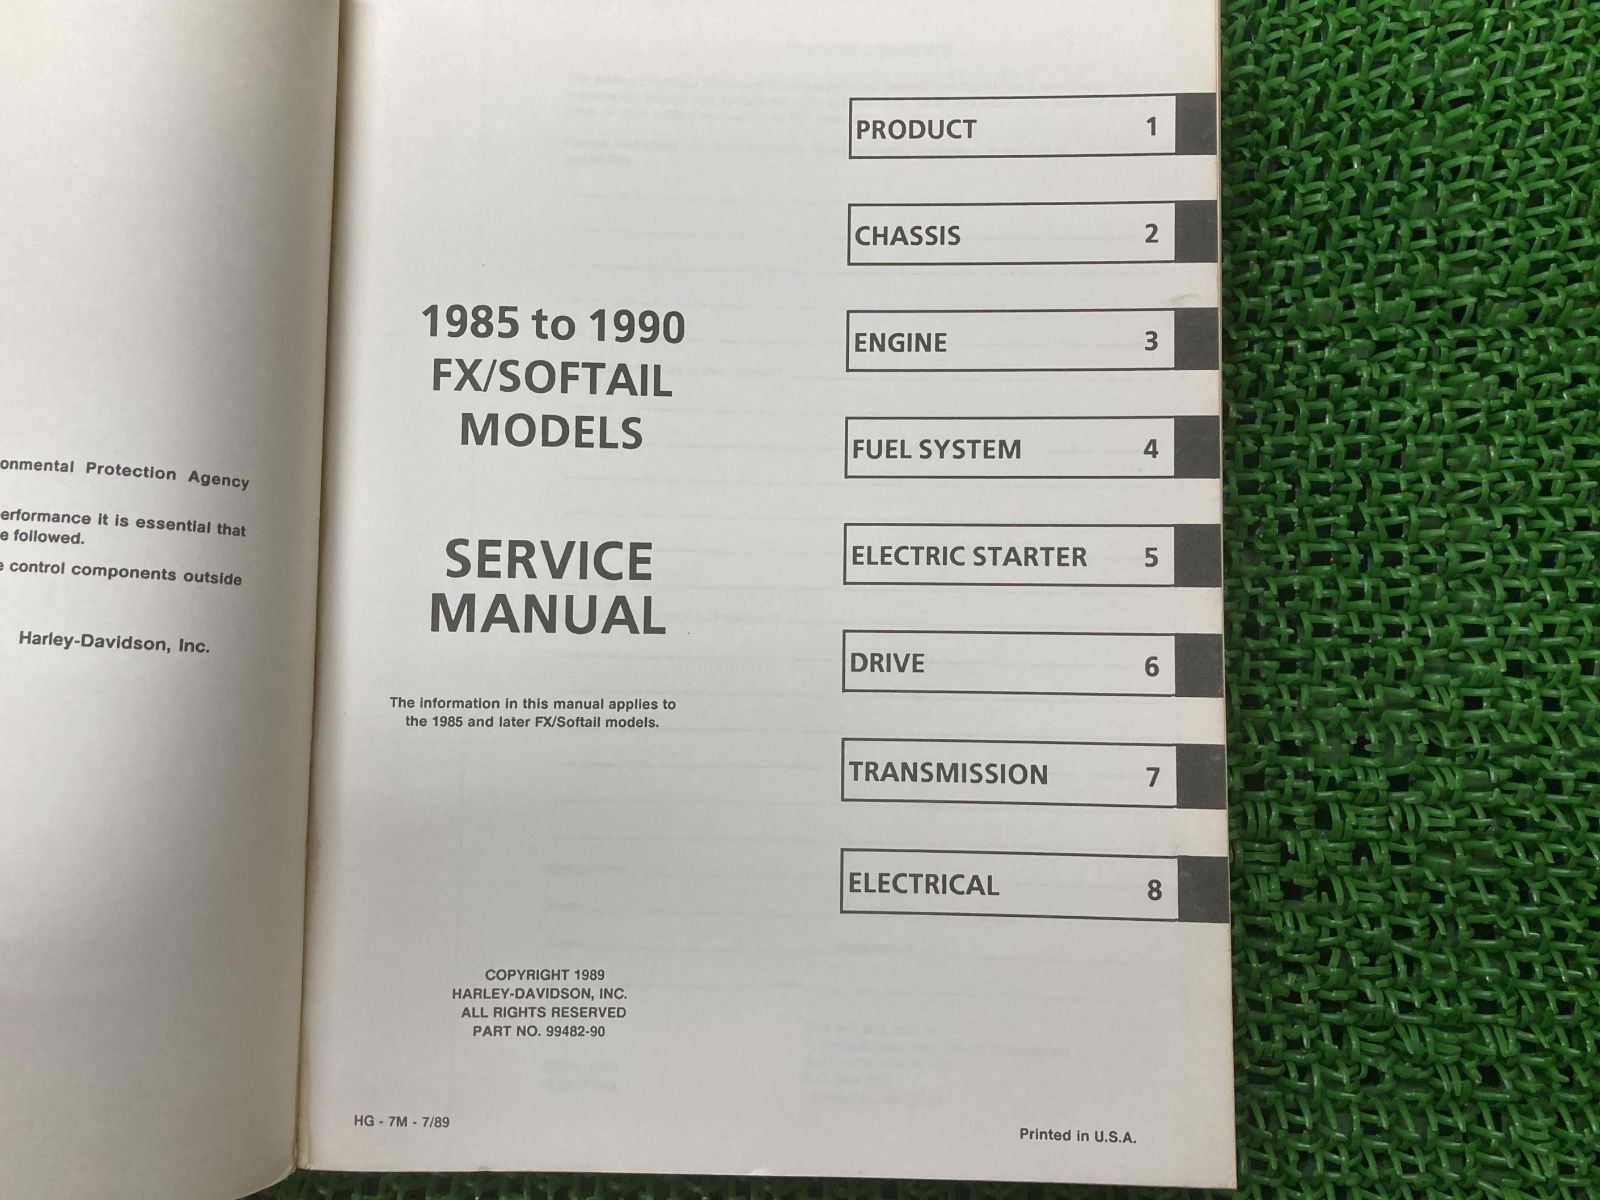 onmental Protection Agency
erformance it is essential that
e followed.
control components outside
Harley-Davidson, Inc.
1985 to 1990
FX/SOFTAIL
MODELS
SERVICE
MANUAL
The information in this manual applies to
the 1985 and later FX/Softail models.
COPYRIGHT 1989
HARLEY-DAVIDSON, INC.
ALL RIGHTS RESERVED
PART NO. 99482-90
HG - 7M - 7/89
PRODUCT 1
CHASSIS 2
ENGINE 3
FUEL SYSTEM 4
ELECTRIC STARTER 5
DRIVE 6
TRANSMISSION 7
ELECTRICAL 8
Printed in U.S.A.